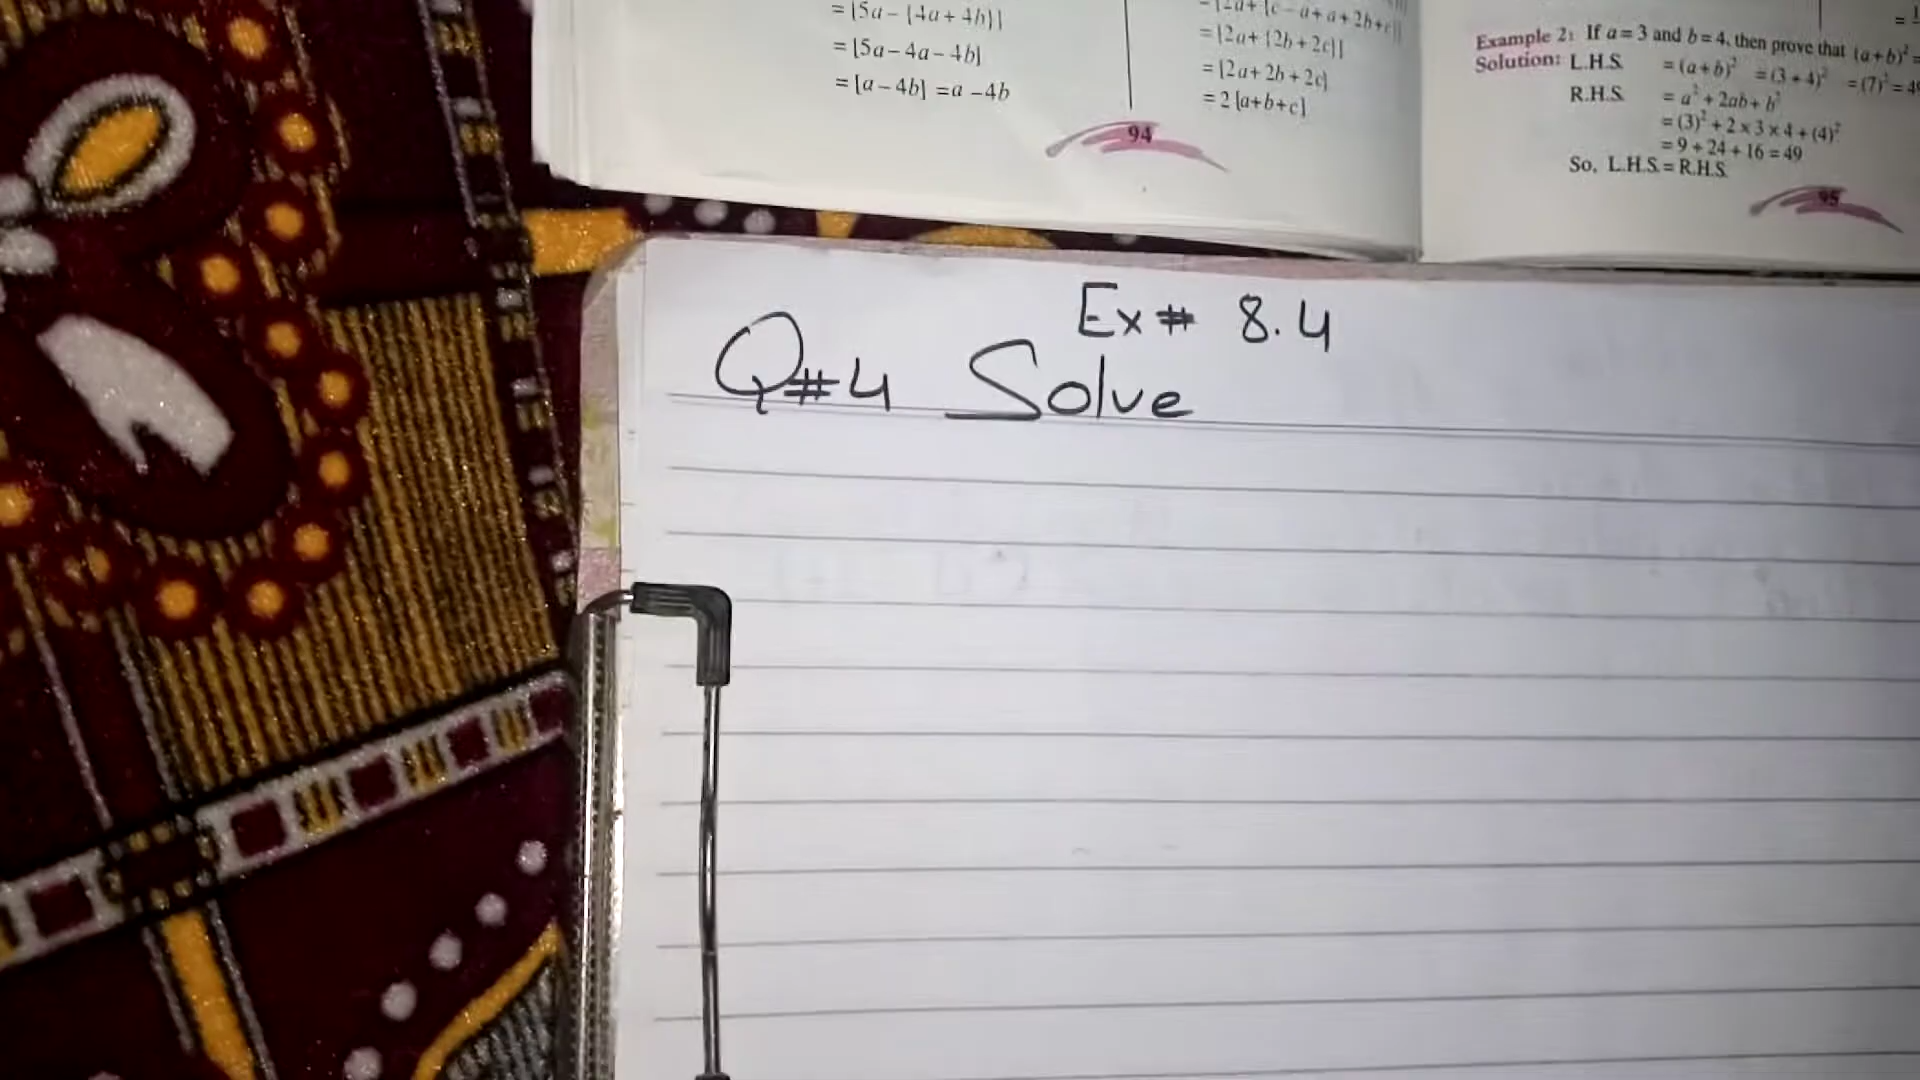 = [5a – {4a + 4b}]
= [5a – 4a – 4b]
= [a – 4b] = a – 4b
= [2a + {c – a + a + 2b + c}]
= [2a + {2b + 2c}]
= [2a + 2b + 2c]
= 2 [a+b+c]
94
Example 2: If a = 3 and b = 4, then prove that (a+b)² =
Solution: L.H.S. = (a+b)² = (3 + 4)² = (7)² = 49
R.H.S. = a² + 2ab + b²
= (3)² + 2 × 3 × 4 + (4)²
= 9 + 24 + 16 = 49
So, L.H.S. = R.H.S.
95
Ex# 8.4
Q#4 Solve